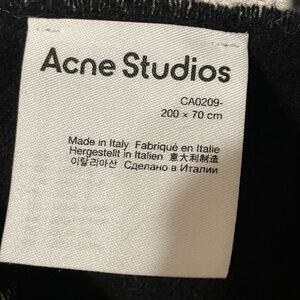 Acne Studios
CA0209-
200 × 70 cm
Made in Italy Fabriqué en Italie
Hergestellt in Italien 意大利制造
이탈리아산 Сделано в Италии